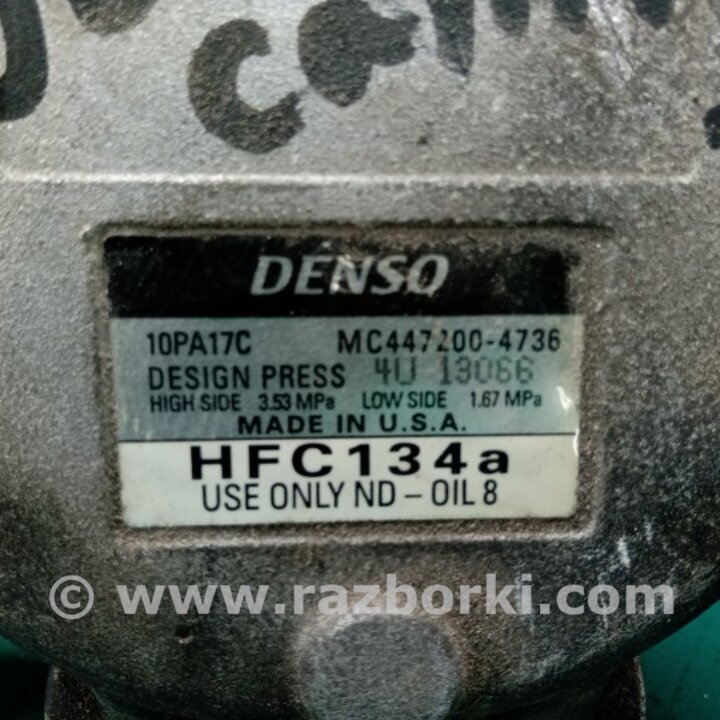 DENSO
10PA17C MC447200-4736
DESIGN PRESS 4U 13066
HIGH SIDE 3.53 MPa LOW SIDE 1.67 MPa
MADE IN U.S.A.
HFC134a
USE ONLY ND-OIL 8
© www.razborki.com